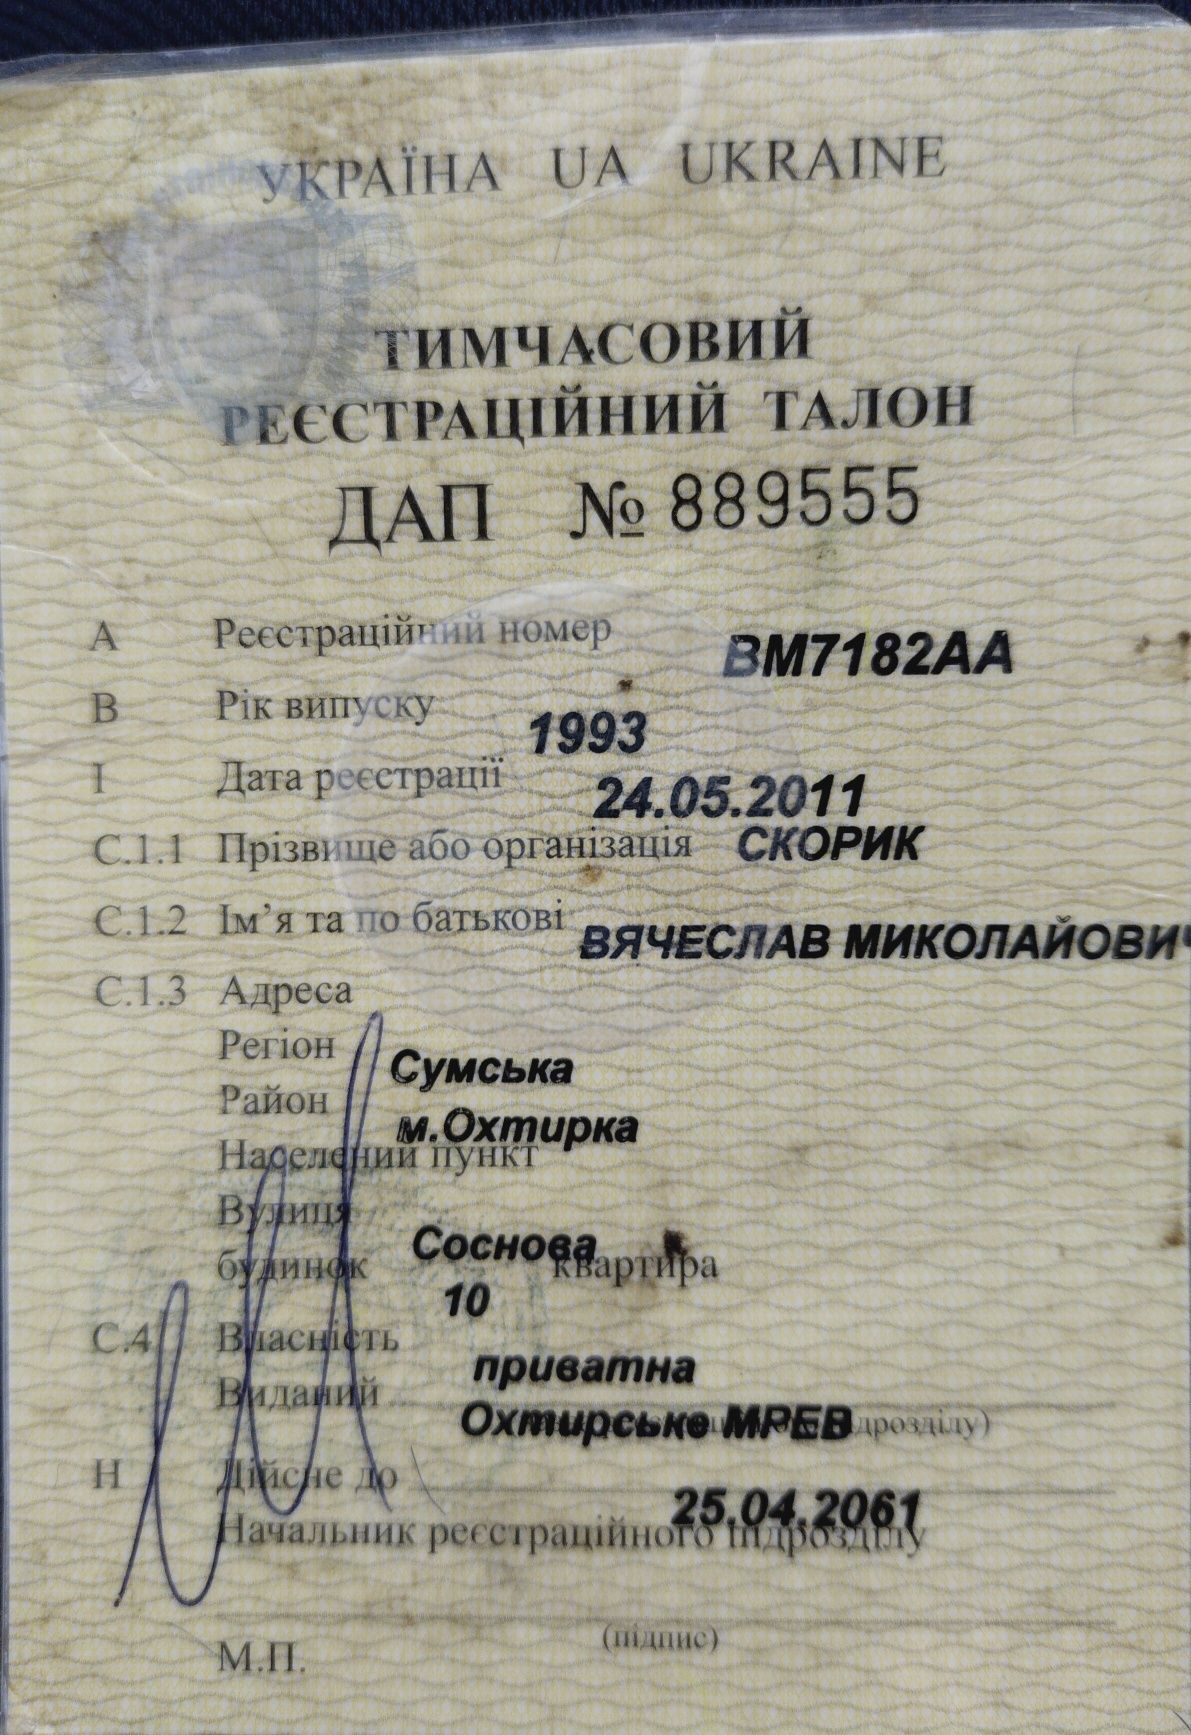 УКРАЇНА UA UKRAINE
ТИМЧАСОВИЙ
РЕЄСТРАЦІЙНИЙ ТАЛОН
ДАП № 889555
A Реєстраційний номер ВМ7182АА
B Рік випуску 1993
I Дата реєстрації 24.05.2011
C.1.1 Прізвище або організація СКОРИК
C.1.2 Ім’я та по батькові ВЯЧЕСЛАВ МИКОЛАЙОВИЧ
C.1.3 Адреса
Регіон Сумська
Район м.Охтирка
Населений пункт
Вулиця Соснова
будинок 10 квартира
C.4 Власність приватна
Виданий Охтирське МРЕВ
підрозділу)
H Дійсне до 25.04.2061
Начальник реєстраційного підрозділу
(підпис)
М.П.